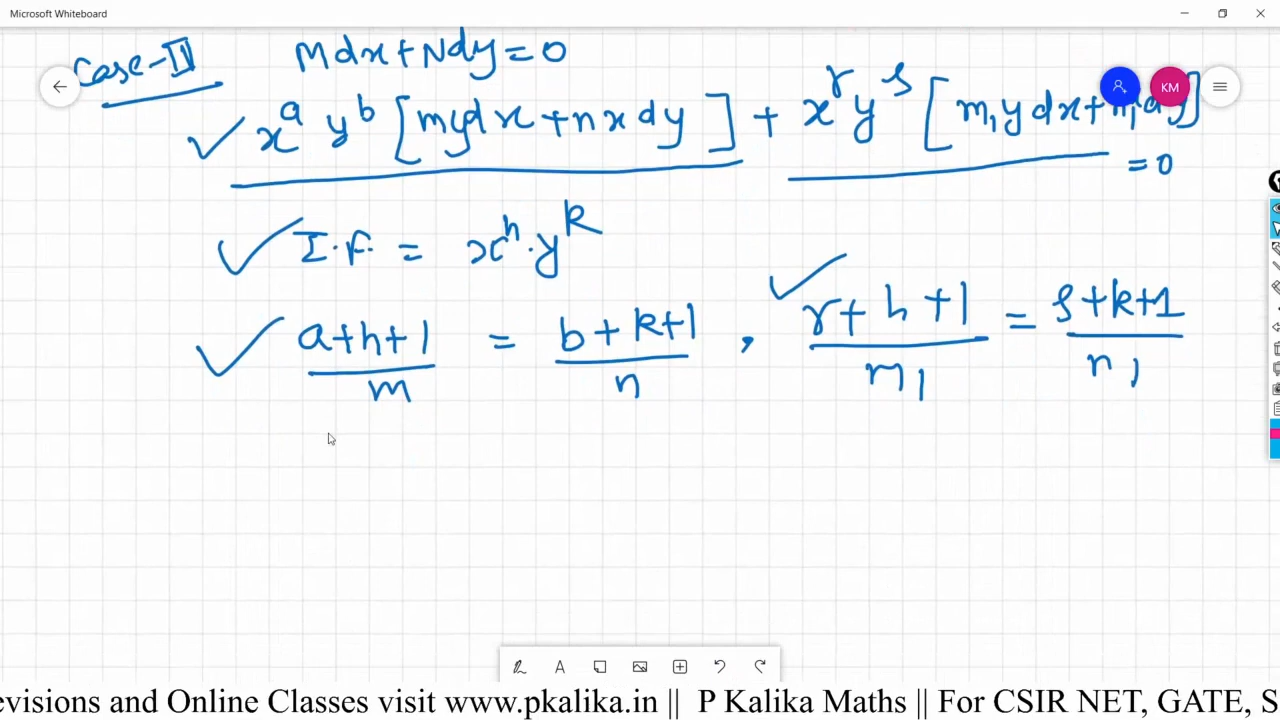 Microsoft Whiteboard
Case-IV Mdx+Ndy=0
x^a y^b [mydx+nxdy] + x^r y^s [m₁ydx+
=0
I.F. = x^h.y^k
a+h+1/m = b+k+1/n , r+h+1/m₁ = s+k+1/n₁
KM
evisions and Online Classes visit www.pkalika.in || P Kalika Maths || For CSIR NET, GATE, S